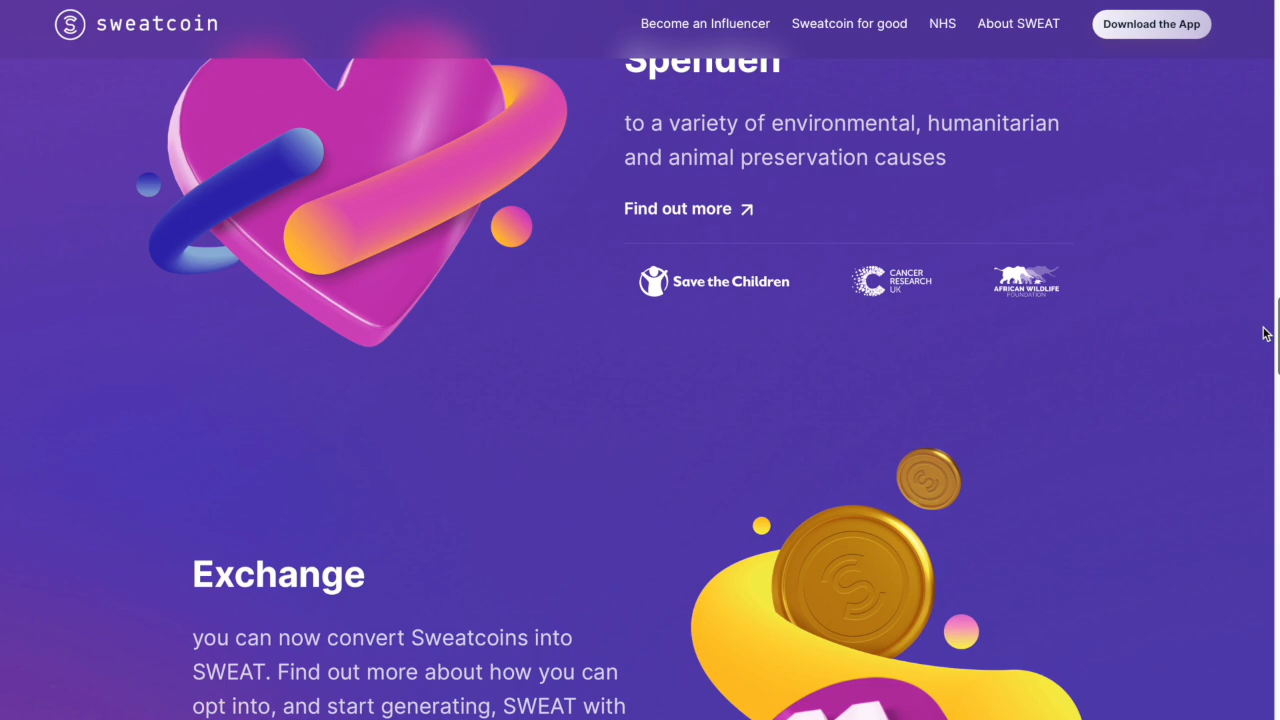 sweatcoin
Become an Influencer
Sweatcoin for good
NHS
About SWEAT
Download the App
Spenden
to a variety of environmental, humanitarian
and animal preservation causes
Find out more
Save the Children
CANCER
RESEARCH
UK
AFRICAN WILDLIFE
FOUNDATION
Exchange
you can now convert Sweatcoins into
SWEAT. Find out more about how you can
opt into, and start generating, SWEAT with